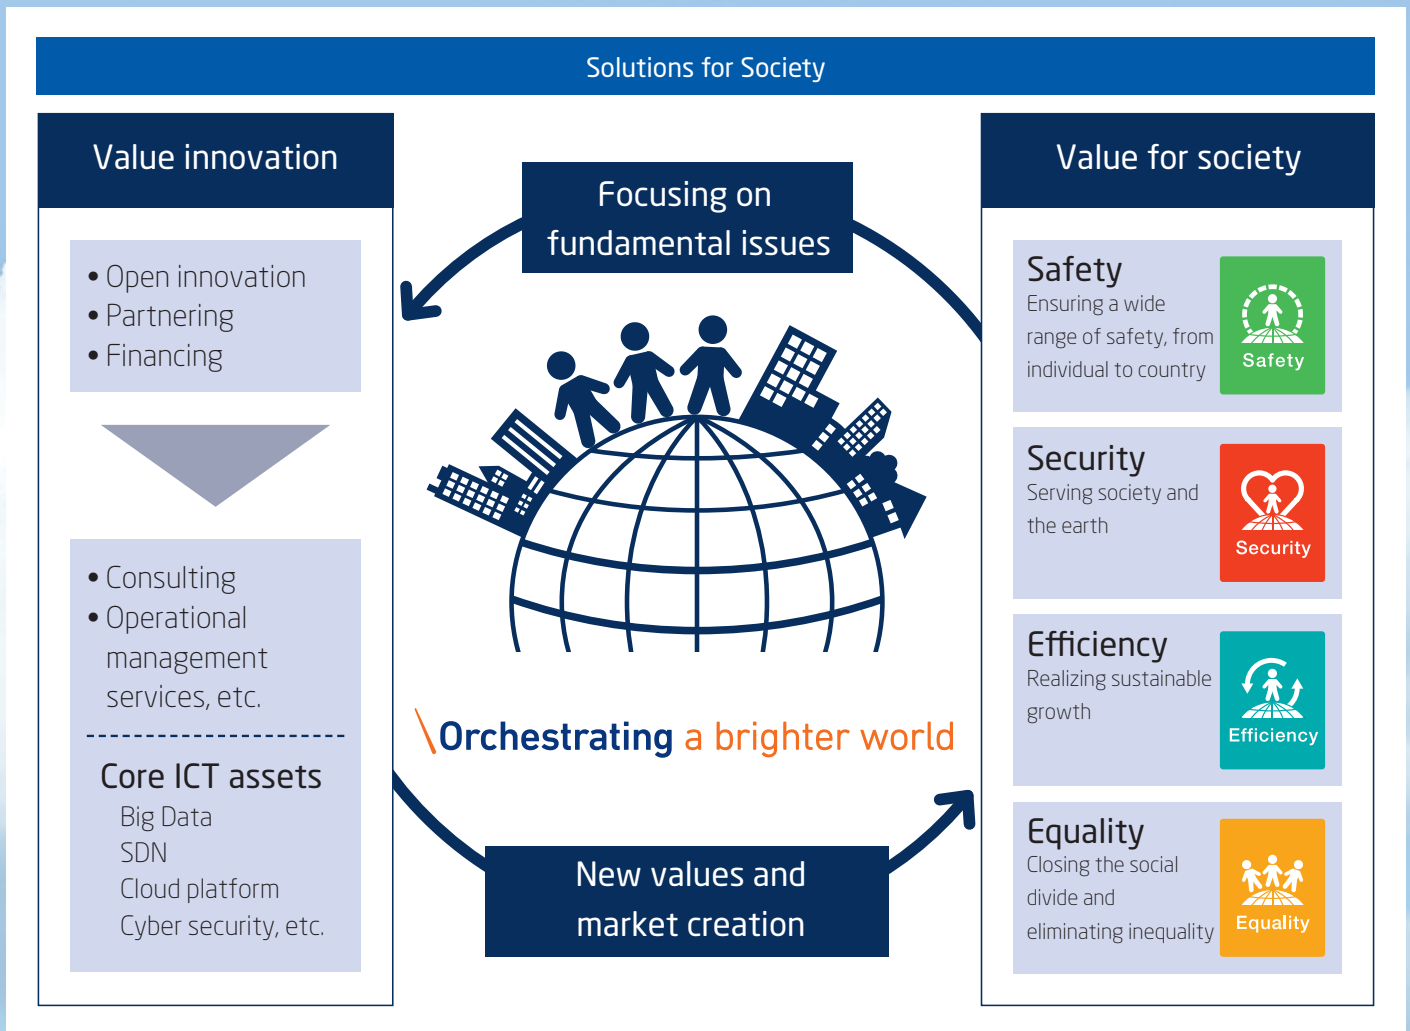 Solutions for Society
Value innovation
• Open innovation
• Partnering
• Financing
• Consulting
• Operational
management
services, etc.
Core ICT assets
Big Data
SDN
Cloud platform
Cyber security, etc.
Focusing on
fundamental issues
\Orchestrating a brighter world
New values and
market creation
Value for society
Safety
Ensuring a wide
range of safety, from
individual to country
Safety
Security
Serving society and
the earth
Security
Efficiency
Realizing sustainable
growth
Efficiency
Equality
Closing the social
divide and
eliminating inequality
Equality